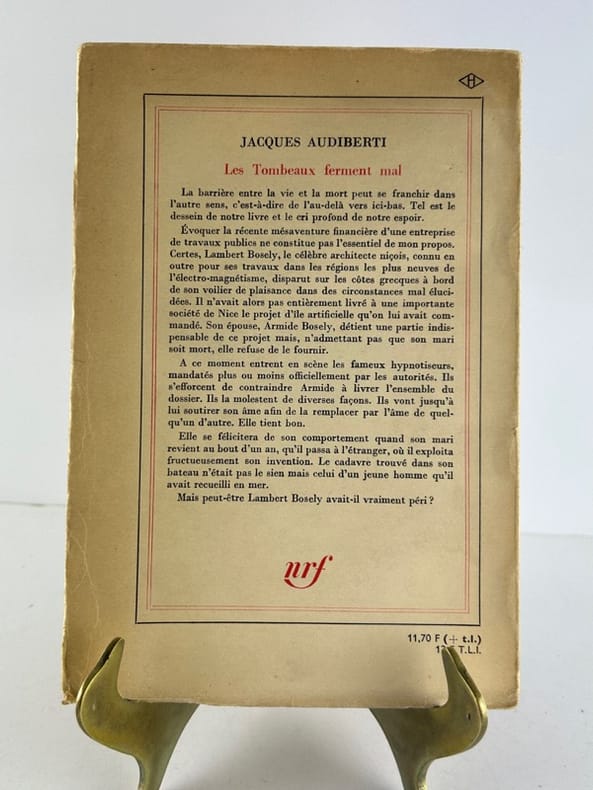 H
JACQUES AUDIBERTI
Les Tombeaux ferment mal
La barrière entre la vie et la mort peut se franchir dans
l'autre sens, c'est-à-dire de l'au-delà vers ici-bas. Tel est le
dessein de notre livre et le cri profond de notre espoir.
Évoquer la récente mésaventure financière d'une entreprise
de travaux publics ne constitue pas l'essentiel de mon propos.
Certes, Lambert Bosely, le célèbre architecte niçois, connu en
outre pour ses travaux dans les régions les plus neuves de
l'électro-magnétisme, disparut sur les côtes grecques à bord
de son voilier de plaisance dans des circonstances mal éluci-
dées. Il n'avait alors pas entièrement livré à une importante
société de Nice le projet d'île artificielle qu'on lui avait com-
mandé. Son épouse, Armide Bosely, détient une partie indis-
pensable de ce projet mais, n'admettant pas que son mari
soit mort, elle refuse de le fournir.
A ce moment entrent en scène les fameux hypnotiseurs,
mandatés plus ou moins officiellement par les autorités. Ils
s'efforcent de contraindre Armide à livrer l'ensemble du
dossier. Ils la molestent de diverses façons. Ils vont jusqu'à
lui soutirer son âme afin de la remplacer par l'âme de quel-
qu'un d'autre. Elle tient bon.
Elle se félicitera de son comportement quand son mari
revient au bout d'un an, qu'il passa à l'étranger, où il exploita
fructueusement son invention. Le cadavre trouvé dans son
bateau n'était pas le sien mais celui d'un jeune homme qu'il
avait recueilli en mer.
Mais peut-être Lambert Bosely avait-il vraiment péri ?
nrf
11,70 F (+ t.l.)
T.L.I.